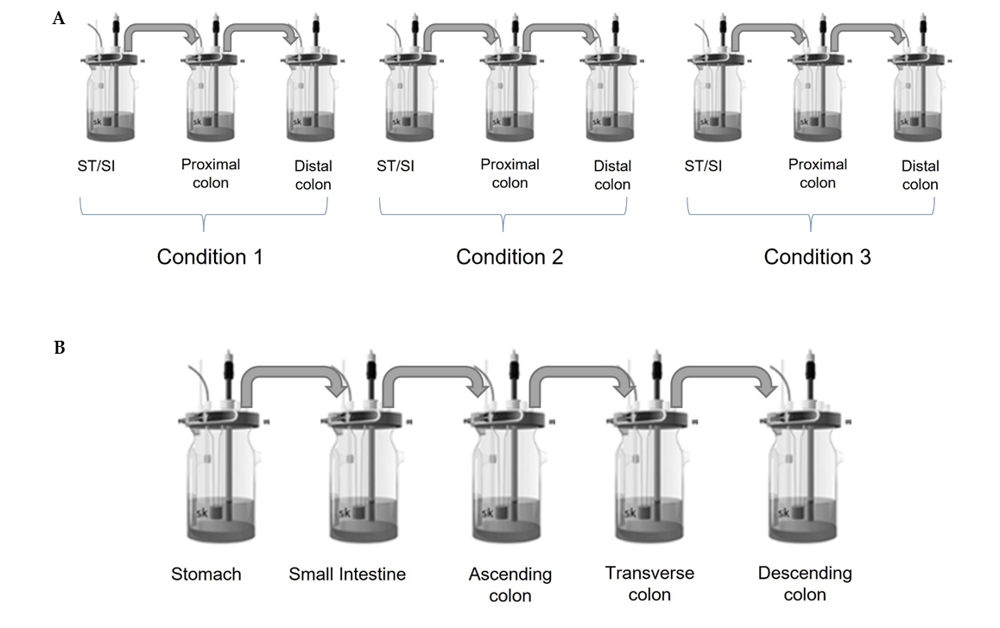 A
sk sk sk sk sk sk sk sk sk
ST/SI Proximal colon Distal colon ST/SI Proximal colon Distal colon ST/SI Proximal colon Distal colon
Condition 1 Condition 2 Condition 3
B
sk sk sk sk sk
Stomach Small Intestine Ascending colon Transverse colon Descending colon